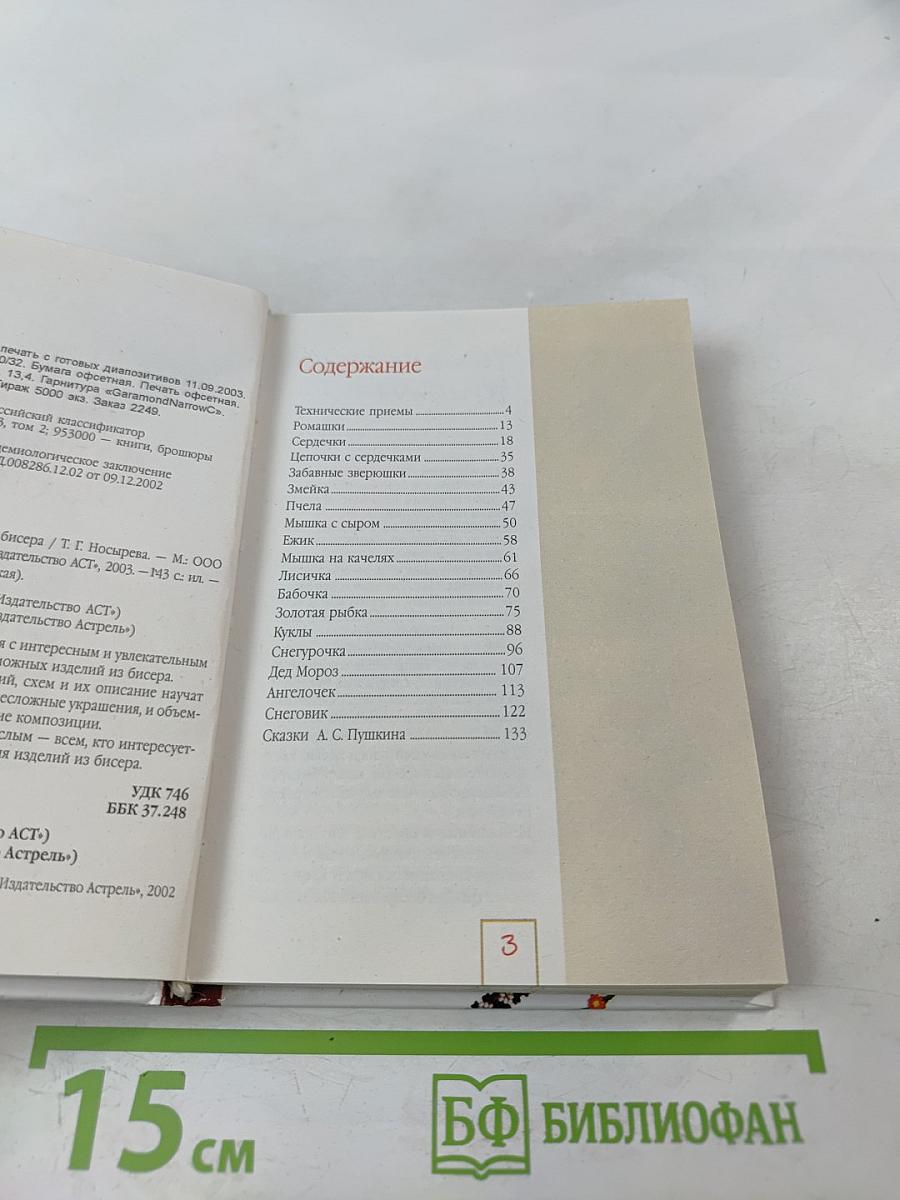 печать с готовых диапозитивов 11.09.2003.
0/32. Бумага офсетная. Печать офсетная.
13,4. Гарнитура «GaramondNarrowC».
Тираж 5000 экз. Заказ 2249.
ссийский классификатор
3, том 2; 953000 — книги, брошюры
демиологическое заключение
Д.008286.12.02 от 09.12.2002
бисера / Т. Г. Носырева. — М.: ООО
здательство АСТ», 2003. — 143 с.: ил. —
кая).
Издательство АСТ»)
здательство Астрель»)
я с интересным и увлекательным
ложных изделий из бисера.
ий, схем и их описание научат
есложные украшения, и объем-
ие композиции.
слым — всем, кто интересует-
ия изделий из бисера.
УДК 746
ББК 37.248
о АСТ»)
о Астрель»)
Издательство Астрель», 2002
Содержание
Технические приемы 4
Ромашки 13
Сердечки 18
Цепочки с сердечками 35
Забавные зверюшки 38
Змейка 43
Пчела 47
Мышка с сыром 50
Ежик 58
Мышка на качелях 61
Лисичка 66
Бабочка 70
Золотая рыбка 75
Куклы 88
Снегурочка 96
Дед Мороз 107
Ангелочек 113
Снеговик 122
Сказки А. С. Пушкина 133
3
15 см
БФ БИБЛИОФАН